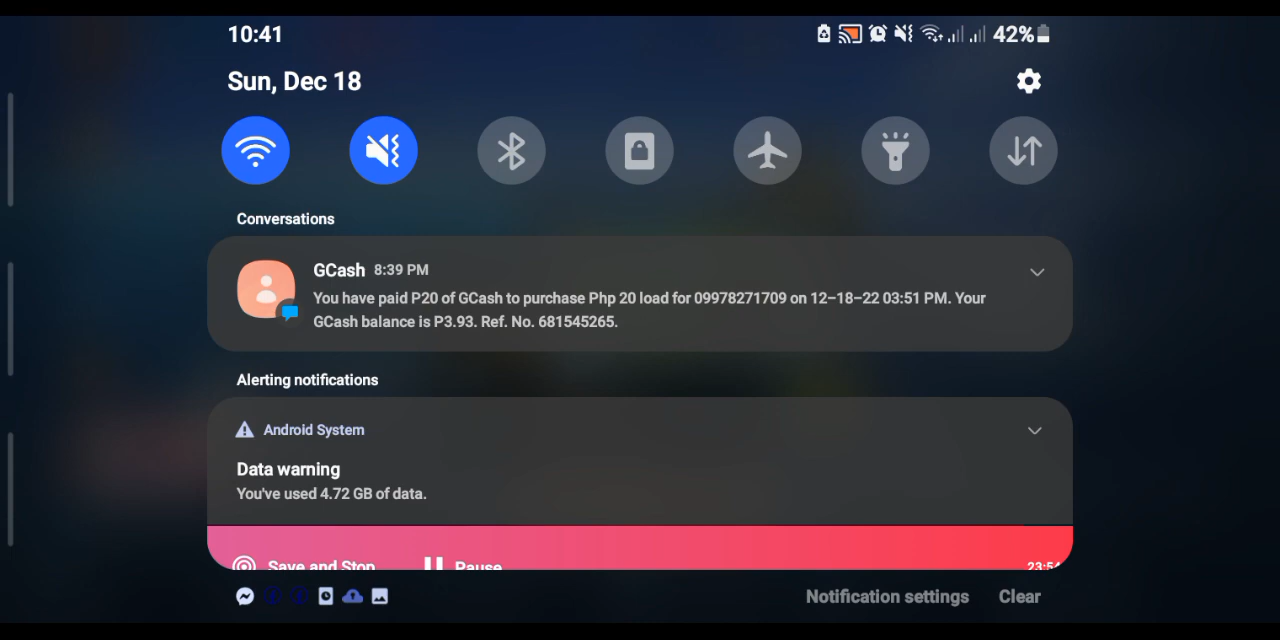 10:41
42%
Sun, Dec 18
Conversations
GCash 8:39 PM
You have paid P20 of GCash to purchase Php 20 load for 09978271709 on 12-18-22 03:51 PM. Your
GCash balance is P3.93. Ref. No. 681545265.
Alerting notifications
Android System
Data warning
You've used 4.72 GB of data.
Save and Stop Pause 23:54
Notification settings Clear